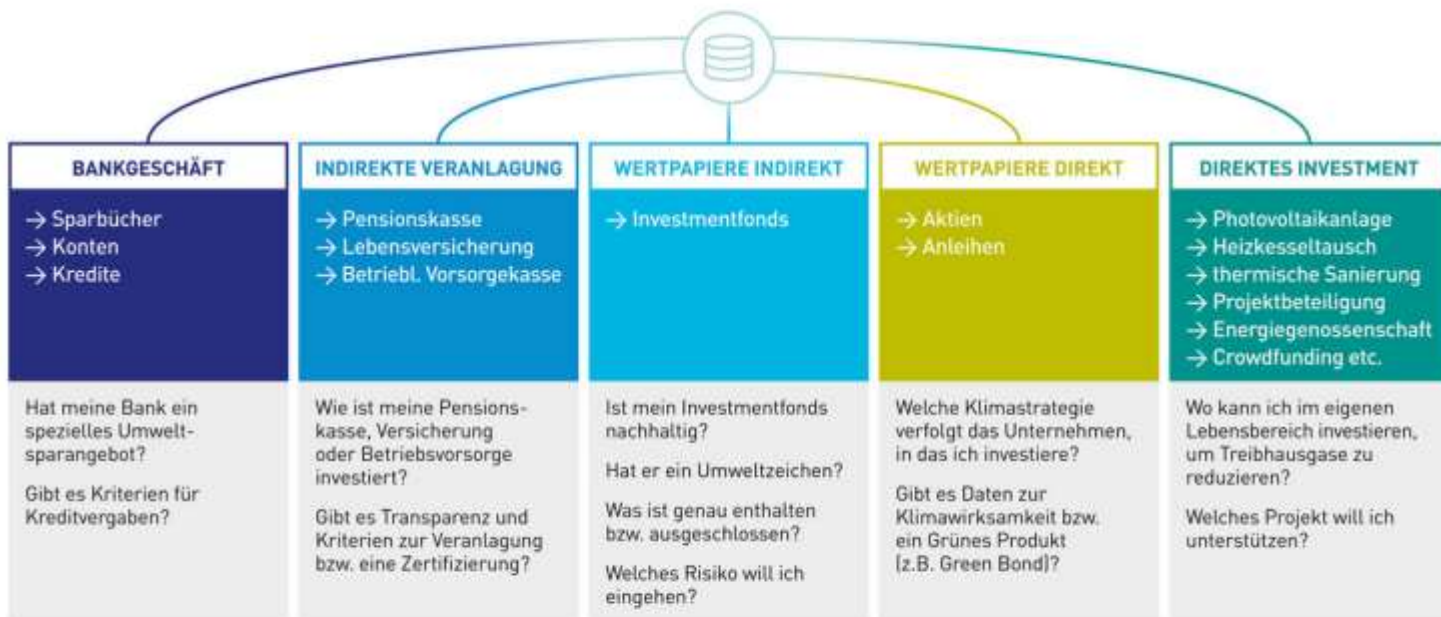 BANKGESCHÄFT
→ Sparbücher
→ Konten
→ Kredite
Hat meine Bank ein
spezielles Umwelt-
sparangebot?
Gibt es Kriterien für
Kreditvergaben?
INDIREKTE VERANLAGUNG
→ Pensionskasse
→ Lebensversicherung
→ Betriebl. Vorsorgekasse
Wie ist meine Pensions-
kasse, Versicherung
oder Betriebsvorsorge
investiert?
Gibt es Transparenz und
Kriterien zur Veranlagung
bzw. eine Zertifizierung?
WERTPAPIERE INDIREKT
→ Investmentfonds
Ist mein Investmentfonds
nachhaltig?
Hat er ein Umweltzeichen?
Was ist genau enthalten
bzw. ausgeschlossen?
Welches Risiko will ich
eingehen?
WERTPAPIERE DIREKT
→ Aktien
→ Anleihen
Welche Klimastrategie
verfolgt das Unternehmen,
in das ich investiere?
Gibt es Daten zur
Klimawirksamkeit bzw.
ein Grünes Produkt
(z.B. Green Bond)?
DIREKTES INVESTMENT
→ Photovoltaikanlage
→ Heizkesseltausch
→ thermische Sanierung
→ Projektbeteiligung
→ Energiegenossenschaft
→ Crowdfunding etc.
Wo kann ich im eigenen
Lebensbereich investieren,
um Treibhausgase zu
reduzieren?
Welches Projekt will ich
unterstützen?